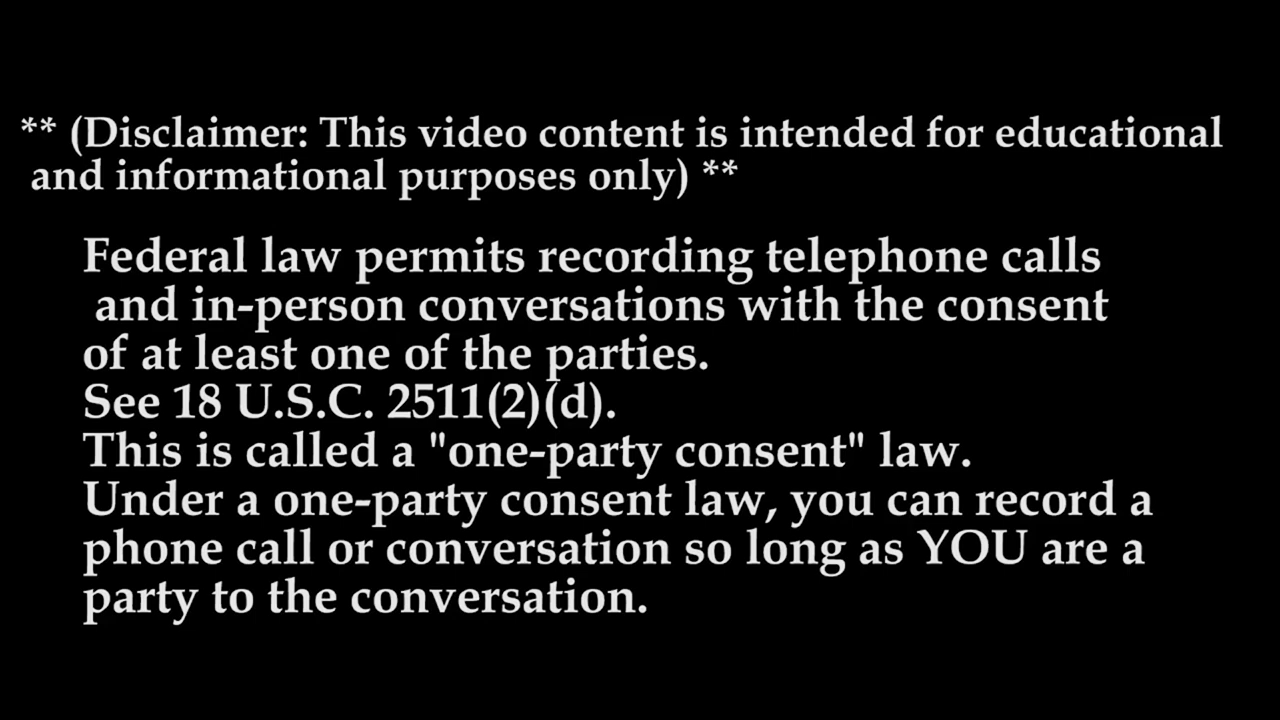 ** (Disclaimer: This video content is intended for educational
and informational purposes only) **
Federal law permits recording telephone calls
and in-person conversations with the consent
of at least one of the parties.
See 18 U.S.C. 2511(2)(d).
This is called a "one-party consent" law.
Under a one-party consent law, you can record a
phone call or conversation so long as YOU are a
party to the conversation.